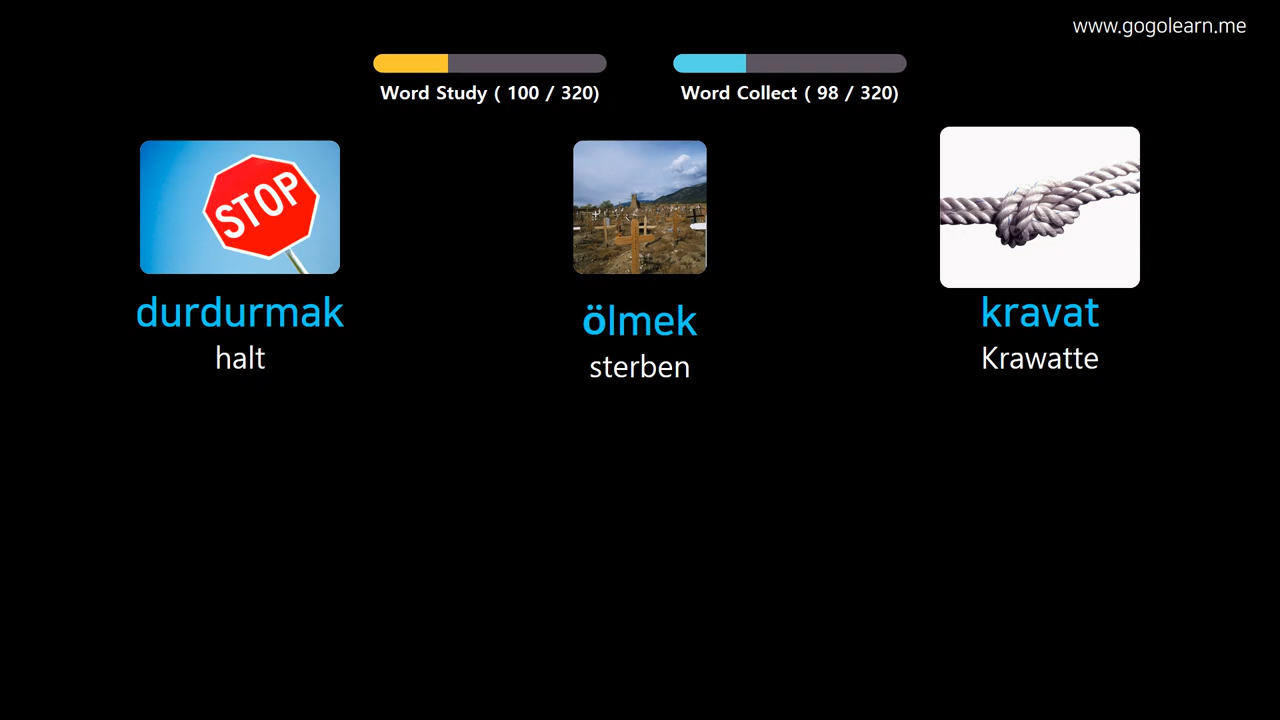 www.gogolearn.me
Word Study ( 100 / 320)
Word Collect ( 98 / 320)
STOP
durdurmak
halt
ölmek
sterben
kravat
Krawatte